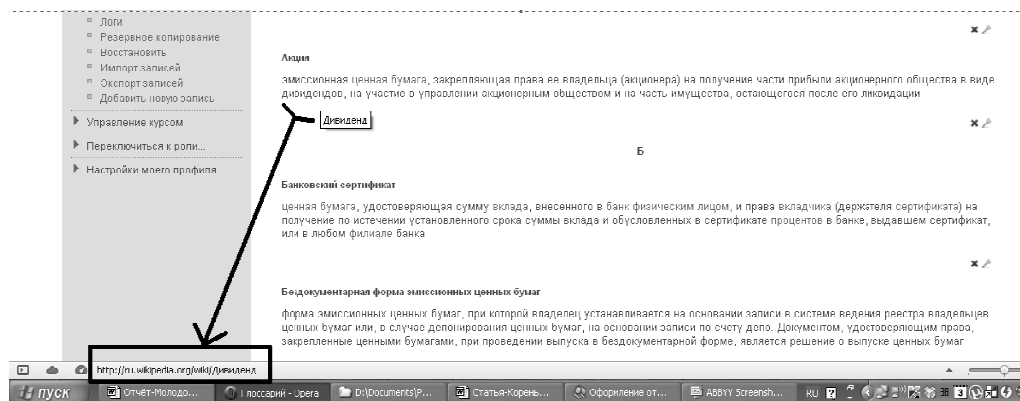 Логи
Резервное копирование
Восстановить
Импорт записей
Экспорт записей
Добавить новую запись
Управление курсом
Переключиться к роли...
Настройки моего профиля
Акция
эмиссионная ценная бумага, закрепляющая права ее владельца (акционера) на получение части прибыли акционерного общества в виде
дивидендов, на участие в управлении акционерным обществом и на часть имущества, остающегося после его ликвидации
Дивиденд
Б
Банковский сертификат
ценная бумага, удостоверяющая сумму вклада, внесенного в банк физическим лицом, и права вкладчика (держателя сертификата) на
получение по истечении установленного срока суммы вклада и обусловленных в сертификате процентов в банке, выдавшем сертификат,
или в любом филиале банка
Бездокументарная форма эмиссионных ценных бумаг
форма эмиссионных ценных бумаг, при которой владелец устанавливается на основании записи в системе ведения реестра владельцев
ценных бумаг или, в случае депонирования ценных бумаг, на основании записи по счету депо. Документом, удостоверяющим права,
закрепленные ценными бумагами, при проведении выпуска в бездокументарной форме, является решение о выпуске ценных бумаг
http://ru.wikipedia.org/wiki/Дивиденд
пуск
Отчёт-Молодо...
Глоссарий - Opera
D:\Documents\Р...
Статья-Корень...
Оформление от...
ABBYY Screensh...
RU